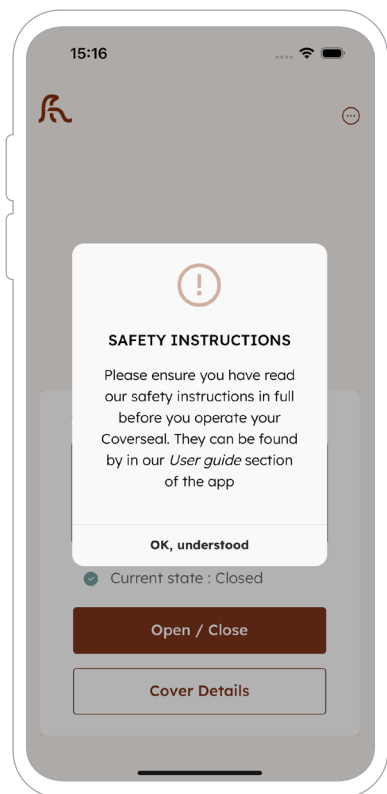 15:16
SAFETY INSTRUCTIONS
Please ensure you have read
our safety instructions in full
before you operate your
Coverseal. They can be found
by in our User guide section
of the app
OK, understood
Current state : Closed
Open / Close
Cover Details